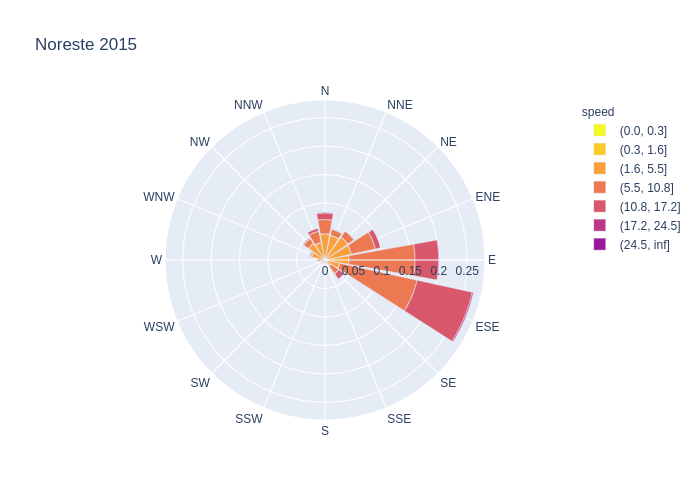 Noreste 2015
N
NNE
NE
ENE
E
ESE
SE
SSE
S
SSW
SW
WSW
W
WNW
NW
NNW
0 0.05 0.1 0.15 0.2 0.25
speed
(0.0, 0.3]
(0.3, 1.6]
(1.6, 5.5]
(5.5, 10.8]
(10.8, 17.2]
(17.2, 24.5]
(24.5, inf]